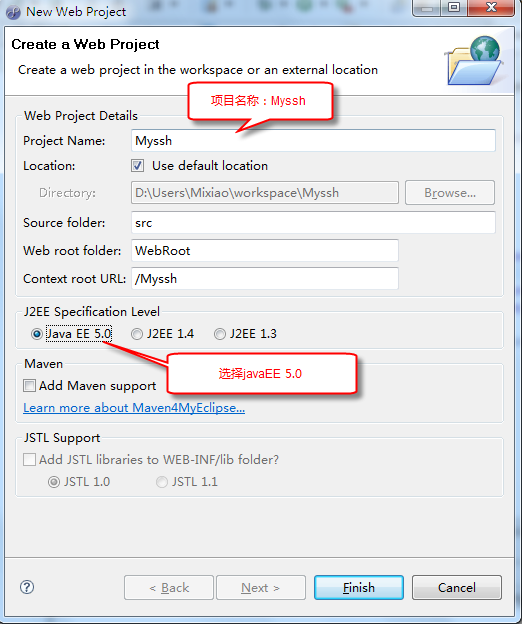 New Web Project
Create a Web Project
Create a web project in the workspace or an external location
项目名称：Myssh
Web Project Details
Project Name: Myssh
Location: Use default location
Directory: D:\Users\Mixiao\workspace\Myssh Browse...
Source folder: src
Web root folder: WebRoot
Context root URL: /Myssh
J2EE Specification Level
Java EE 5.0 J2EE 1.4 J2EE 1.3
选择javaEE 5.0
Maven
Add Maven support
Learn more about Maven4MyEclipse...
JSTL Support
Add JSTL libraries to WEB-INF/lib folder?
JSTL 1.0 JSTL 1.1
? < Back Next > Finish Cancel